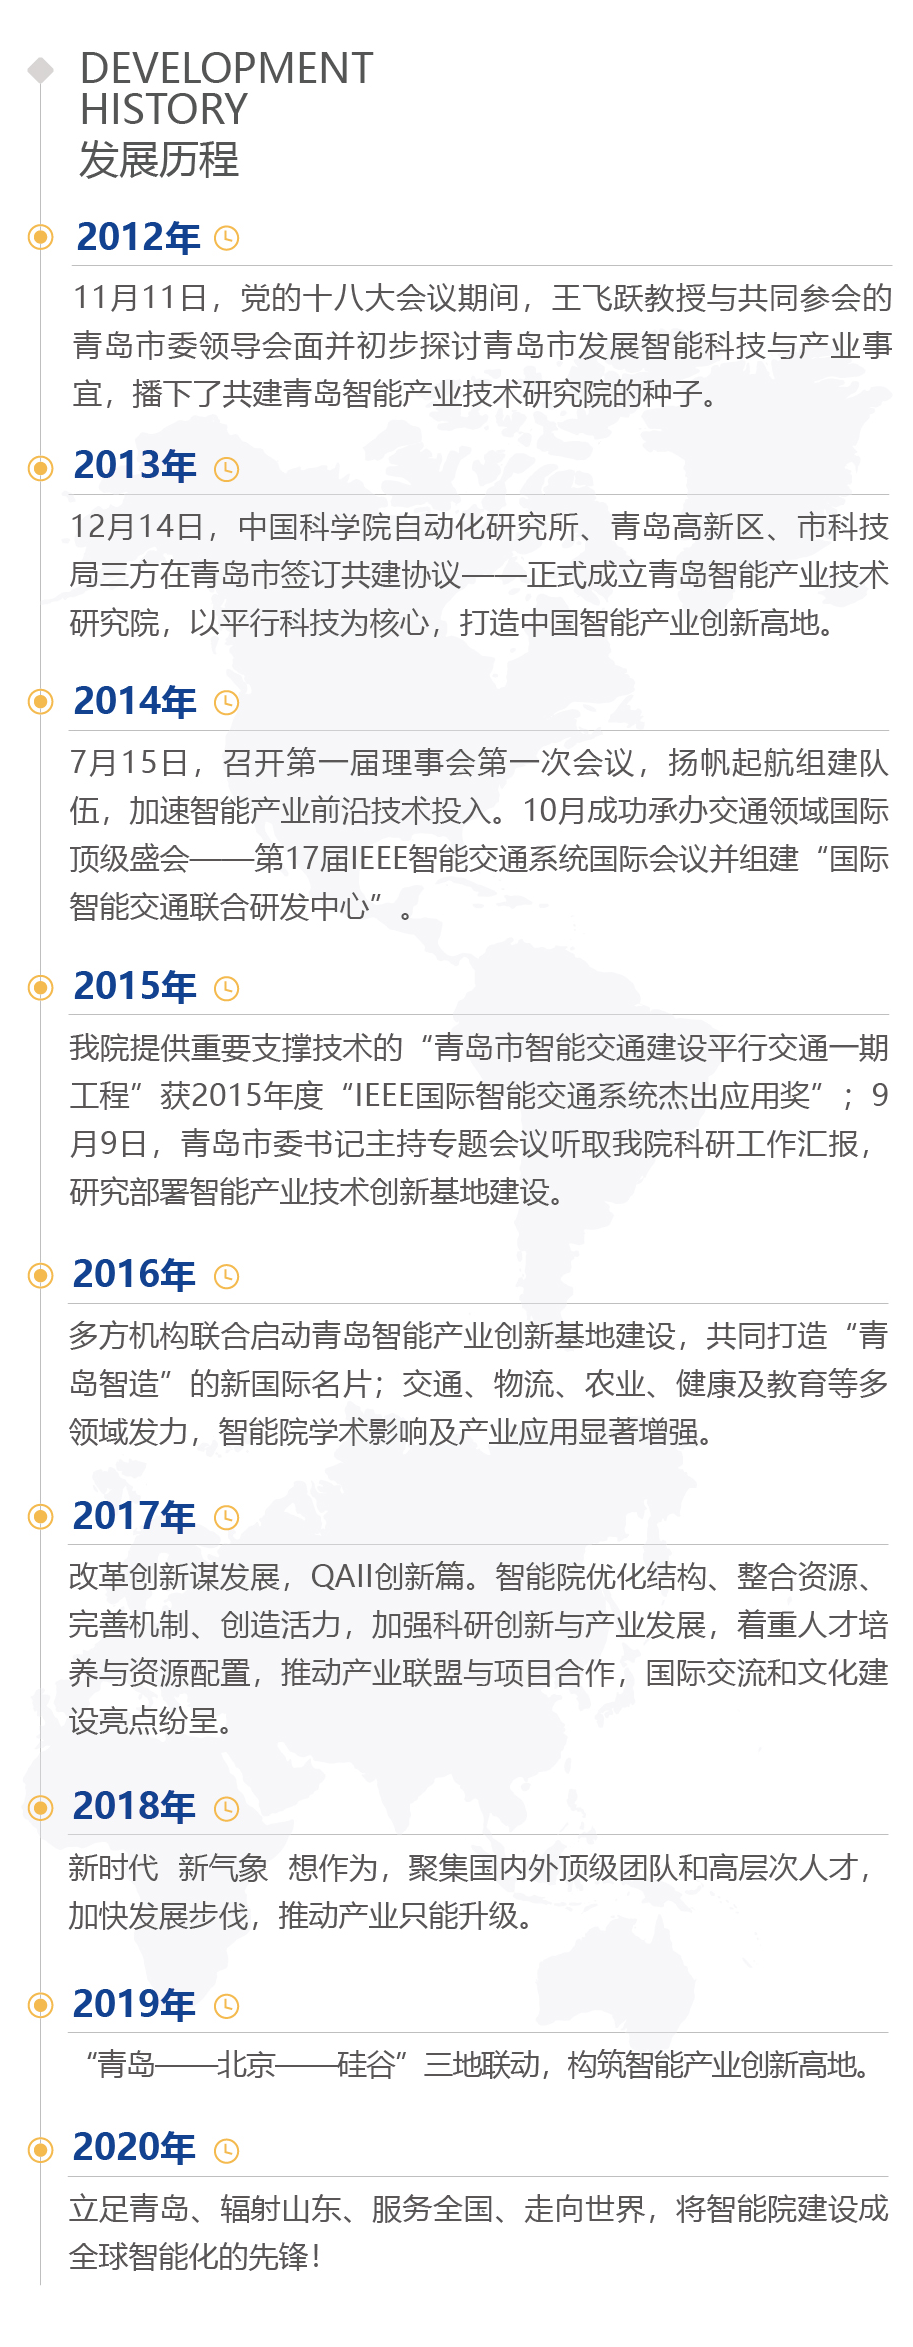 DEVELOPMENT
HISTORY
发展历程
2012年
11月11日，党的十八大会议期间，王飞跃教授与共同参会的
青岛市委领导会面并初步探讨青岛市发展智能科技与产业事
宜，播下了共建青岛智能产业技术研究院的种子。
2013年
12月14日，中国科学院自动化研究所、青岛高新区、市科技
局三方在青岛市签订共建协议——正式成立青岛智能产业技术
研究院，以平行科技为核心，打造中国智能产业创新高地。
2014年
7月15日，召开第一届理事会第一次会议，扬帆起航组建队
伍，加速智能产业前沿技术投入。10月成功承办交通领域国际
顶级盛会——第17届IEEE智能交通系统国际会议并组建“国际
智能交通联合研发中心”。
2015年
我院提供重要支撑技术的“青岛市智能交通建设平行交通一期
工程”获2015年度“IEEE国际智能交通系统杰出应用奖”；9
月9日，青岛市委书记主持专题会议听取我院科研工作汇报，
研究部署智能产业技术创新基地建设。
2016年
多方机构联合启动青岛智能产业创新基地建设，共同打造“青
岛智造”的新国际名片；交通、物流、农业、健康及教育等多
领域发力，智能院学术影响及产业应用显著增强。
2017年
改革创新谋发展，QAII创新篇。智能院优化结构、整合资源、
完善机制、创造活力，加强科研创新与产业发展，着重人才培
养与资源配置，推动产业联盟与项目合作，国际交流和文化建
设亮点纷呈。
2018年
新时代 新气象 想作为，聚集国内外顶级团队和高层次人才，
加快发展步伐，推动产业只能升级。
2019年
“青岛——北京——硅谷”三地联动，构筑智能产业创新高地。
2020年
立足青岛、辐射山东、服务全国、走向世界，将智能院建设成
全球智能化的先锋！